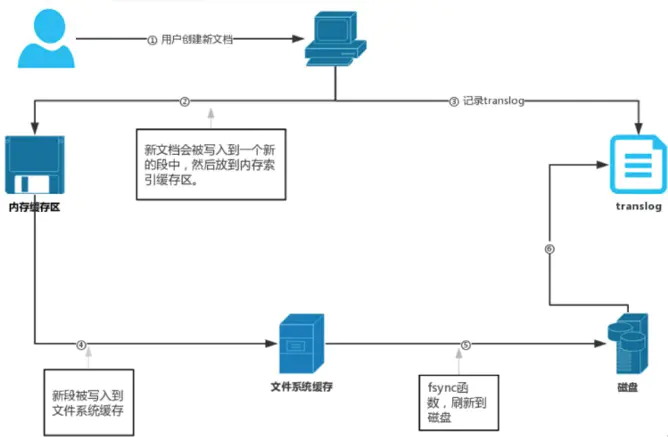 ① 用户创建新文档
②
③ 记录translog
新文档会被写入到一个新
的段中，然后放到内存索
引缓存区。
内存缓存区
translog
⑥
④
⑤
新段被写入到
文件系统缓存
文件系统缓存
fsync函
数，刷新到
磁盘
磁盘